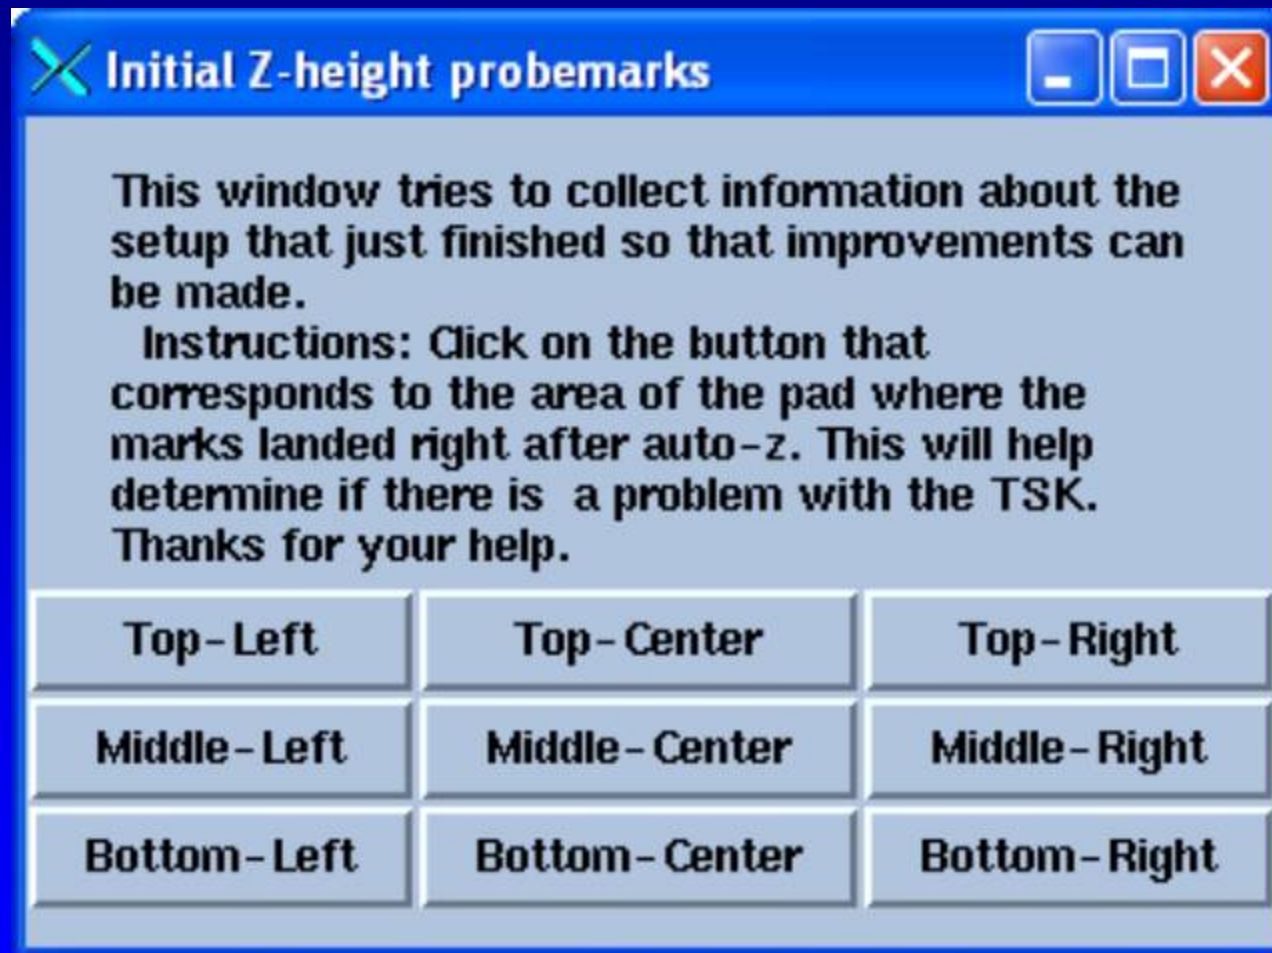 Initial Z-height probemarks
This window tries to collect information about the
setup that just finished so that improvements can
be made.
Instructions: Click on the button that
corresponds to the area of the pad where the
marks landed right after auto-z. This will help
determine if there is  a problem with the TSK.
Thanks for your help.
Top-Left Top-Center Top-Right
Middle-Left Middle-Center Middle-Right
Bottom-Left Bottom-Center Bottom-Right